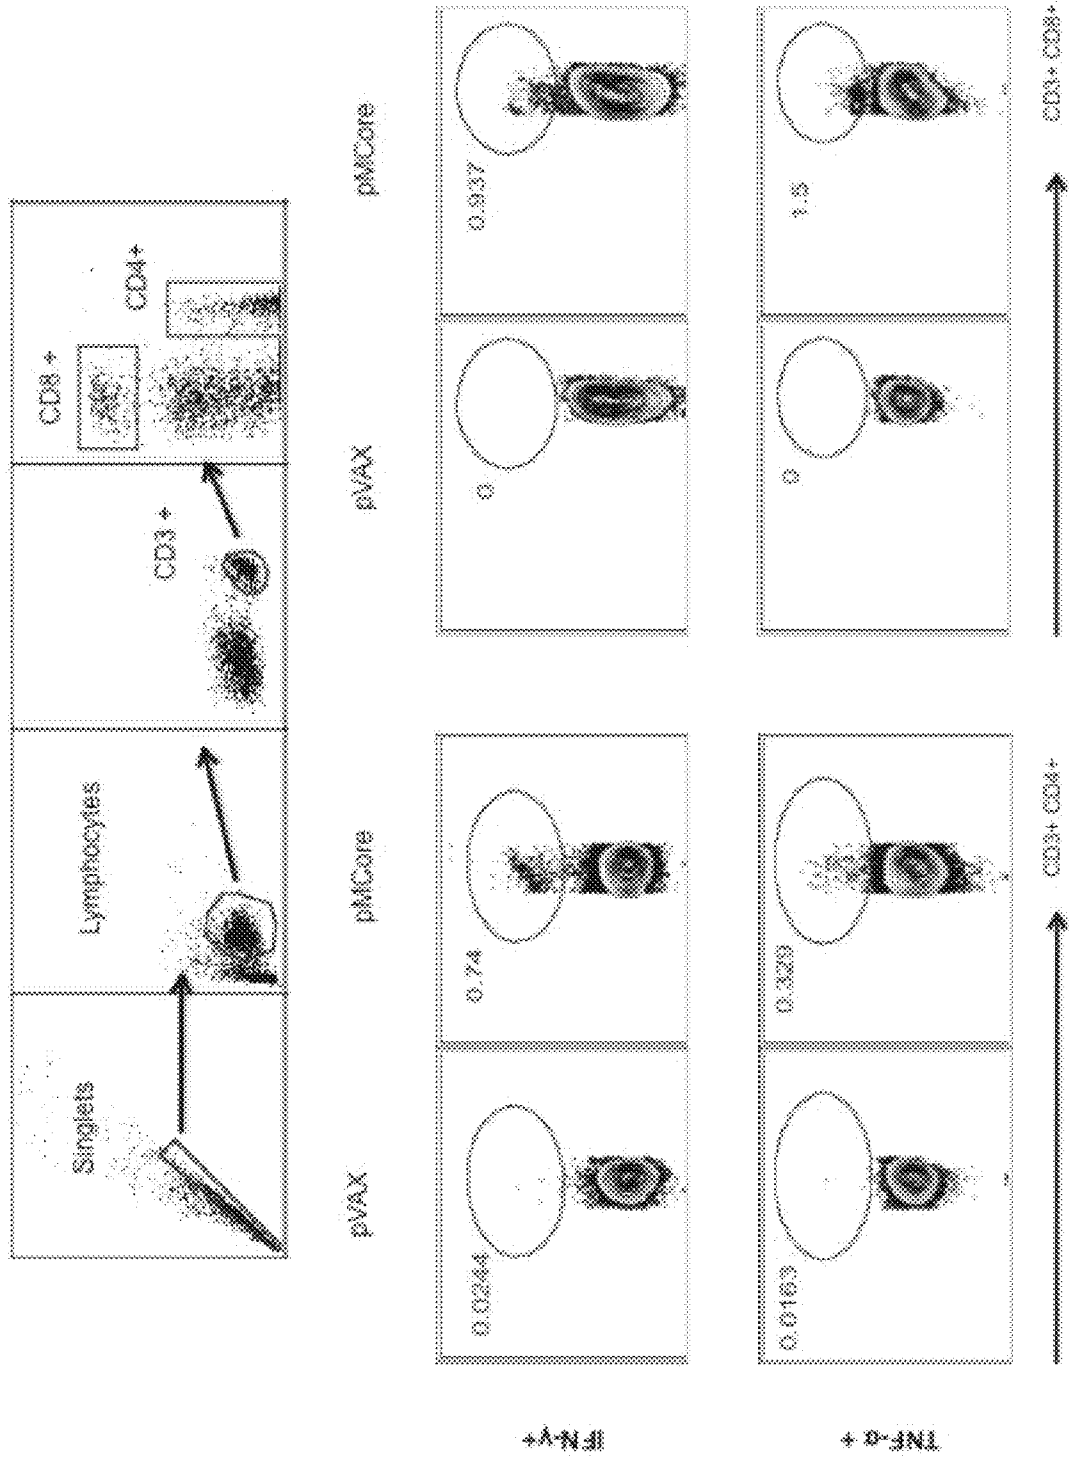 Singlets
Lymphocytes
CD3 +
CD8 +
CD4+
pVAX
pMCore
pVAX
pMCore
IFN-γ+
0.0244
0.74
0
0.937
TNF-α +
0.0163
0.329
0
1.5
CD3+ CD4+
CD3+ CD8+